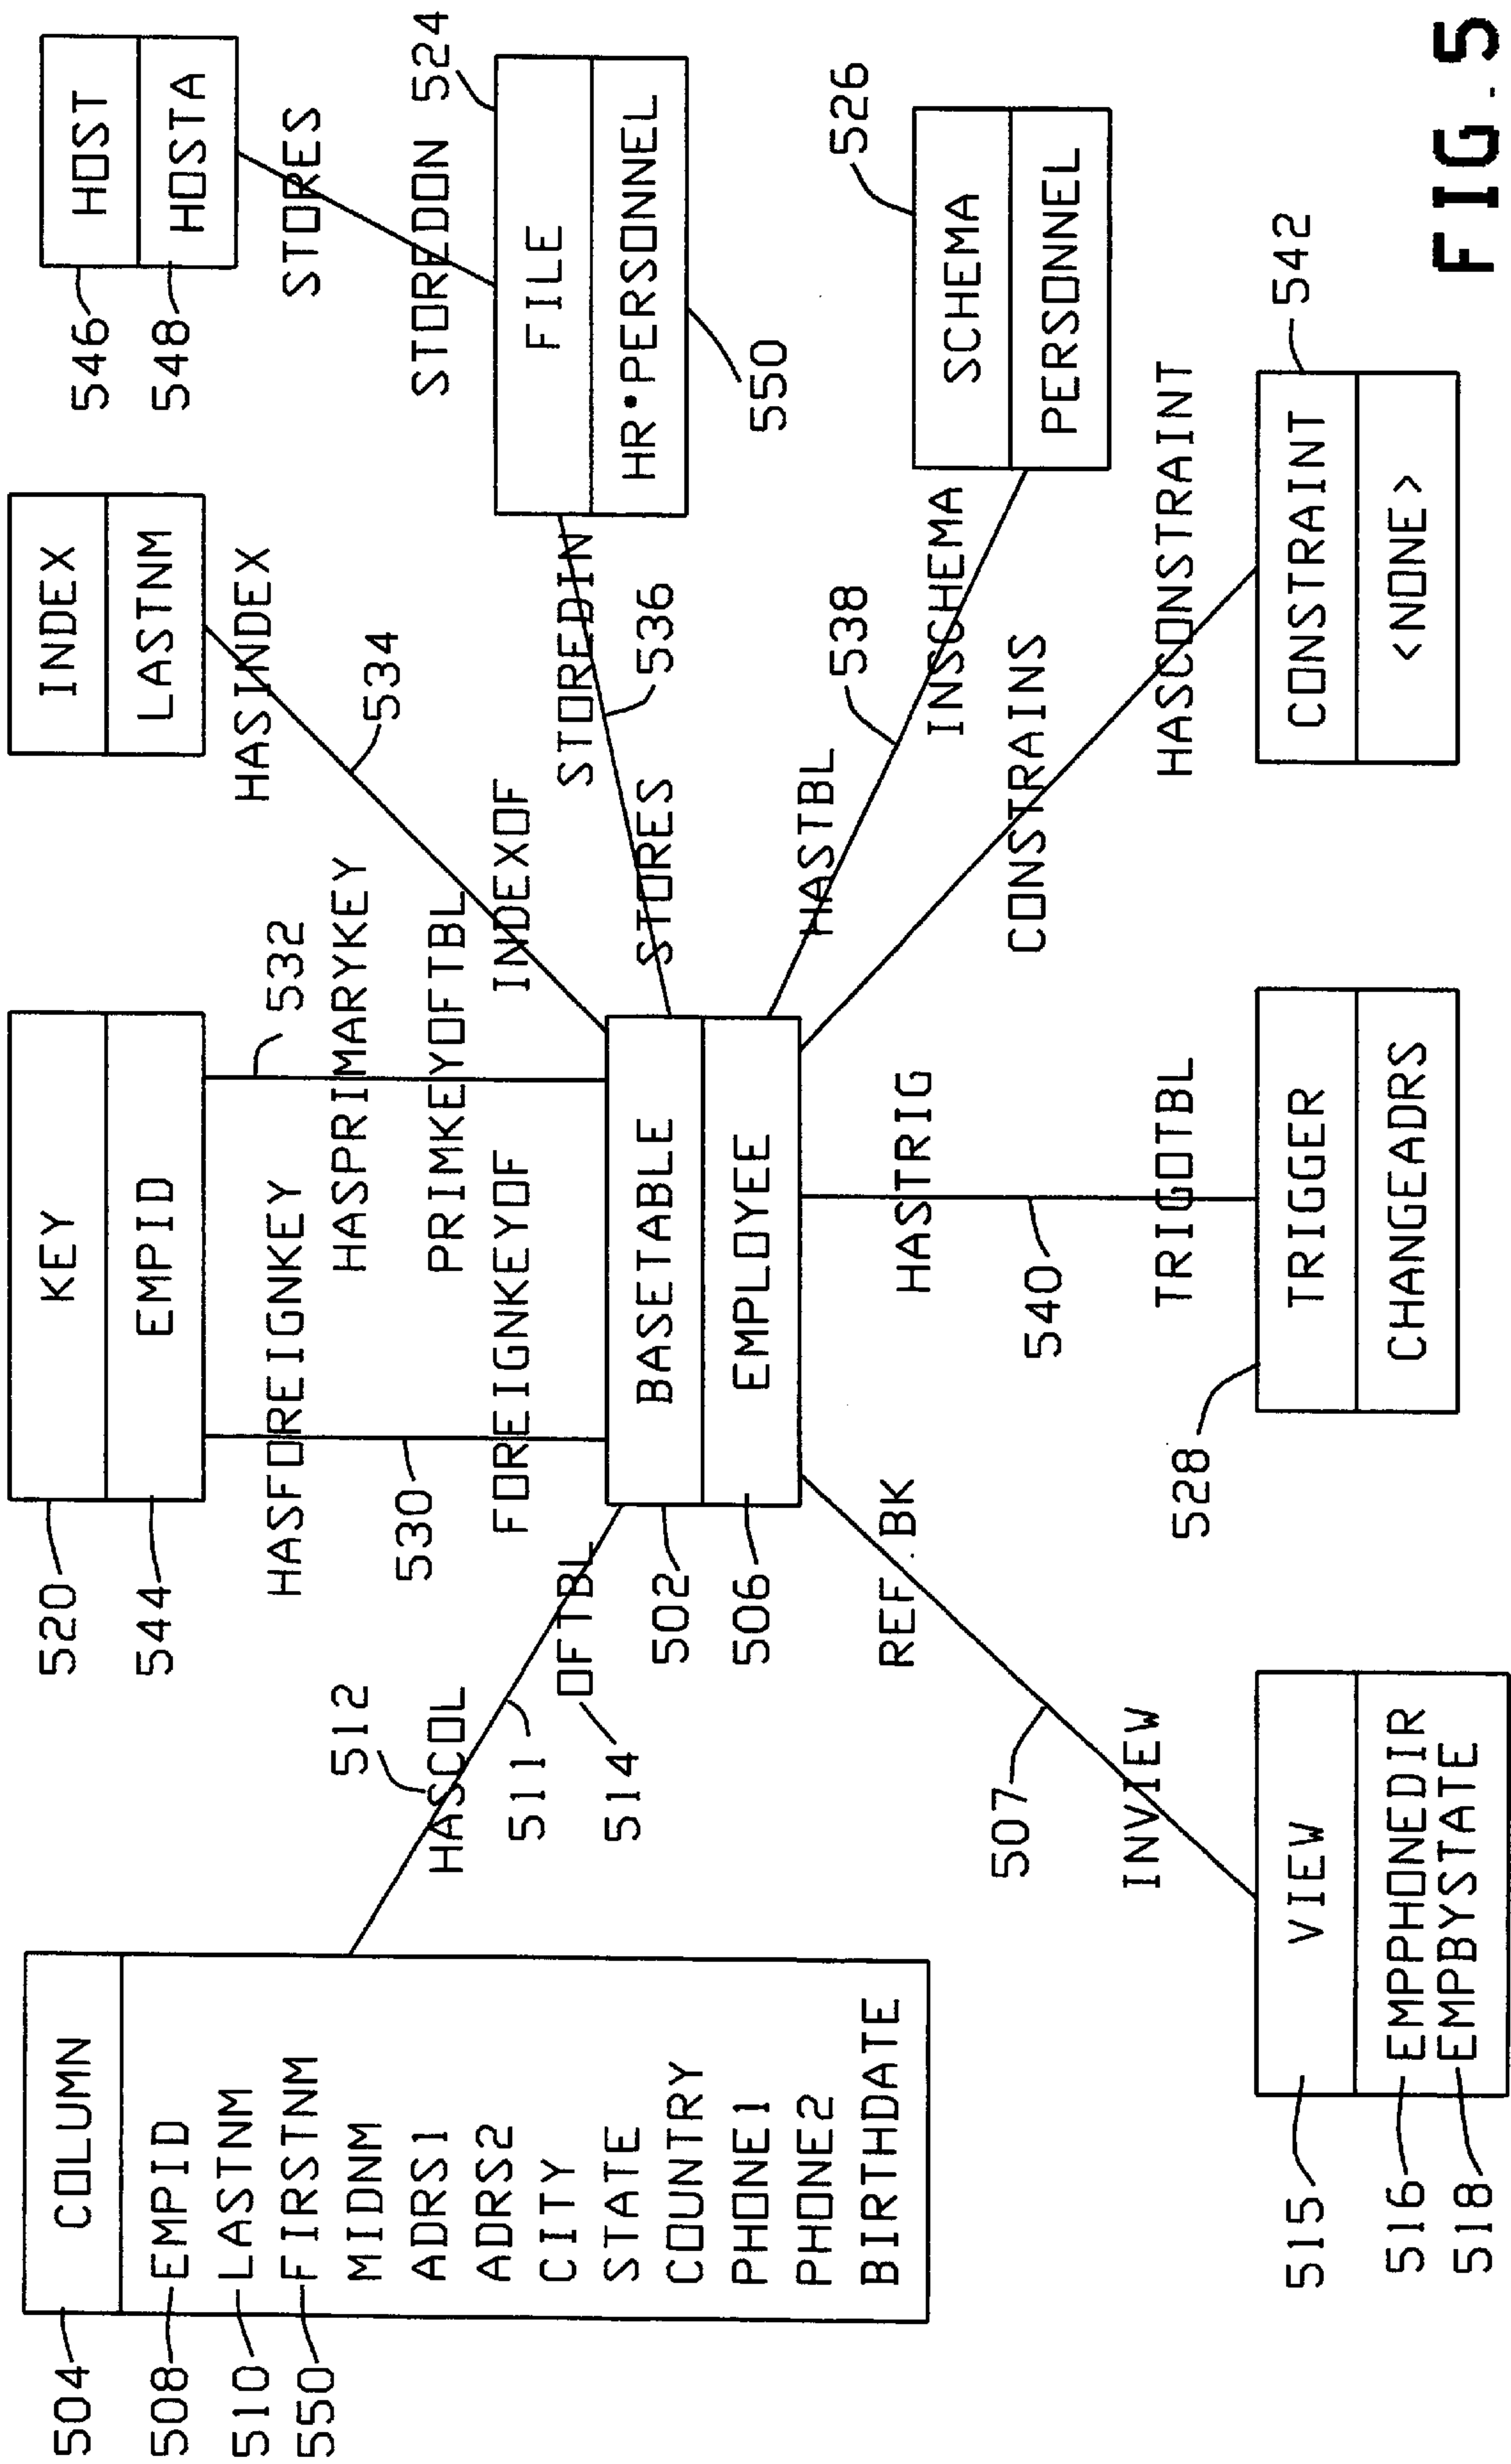 504
COLUMN
508
EMPID
510
LASTNM
550
FIRSTNM
MIDNM
ADRS1
ADRS2
CITY
STATE
COUNTRY
PHONE1
PHONE2
BIRTHDATE
512
HASCOL
511
OFTBL
514
520
KEY
544
EMPID
HASFOREIGNKEY
530
FOREIGNKEYOF
532
HASPRIMARYKEY
PRIMKEYOFTBL
INDEX
LASTNM
HASINDEX
534
INDEXOF
546
HOST
548
HOSTA
STORES
STOREDON
524
FILE
HR•PERSONNEL
550
STOREDIN
536
STORES
502
BASETABLE
506
EMPLOYEE
526
SCHEMA
PERSONNEL
HASTBL
538
INSCHEMA
CONSTRAINS
HASCONSTRAINT
542
CONSTRAINT
<NONE>
HASTRIG
540
TRIGOTBL
528
TRIGGER
CHANGEADRS
REF.BK
507
INVIEW
515
VIEW
516
EMPPHONEDIR
518
EMPBYSTATE
FIG.5